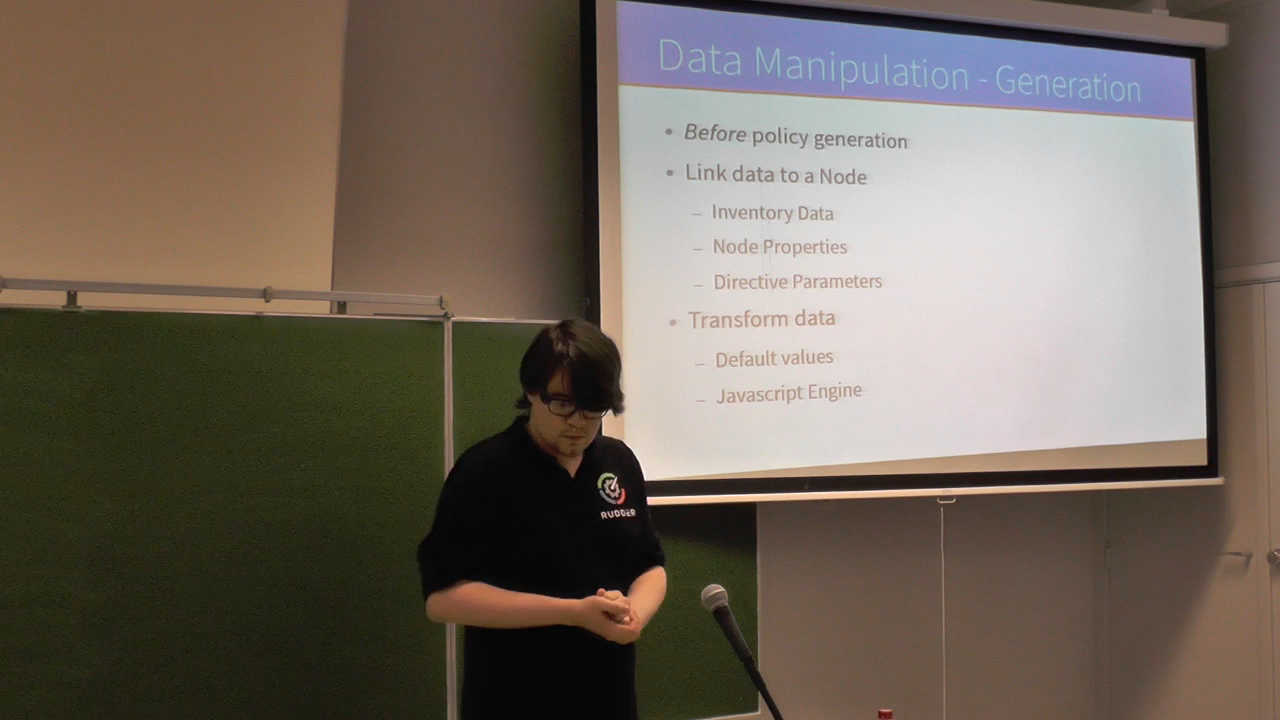 Data Manipulation - Generation
• Before policy generation
• Link data to a Node
– Inventory Data
– Node Properties
– Directive Parameters
• Transform data
– Default values
– Javascript Engine
RUDDER